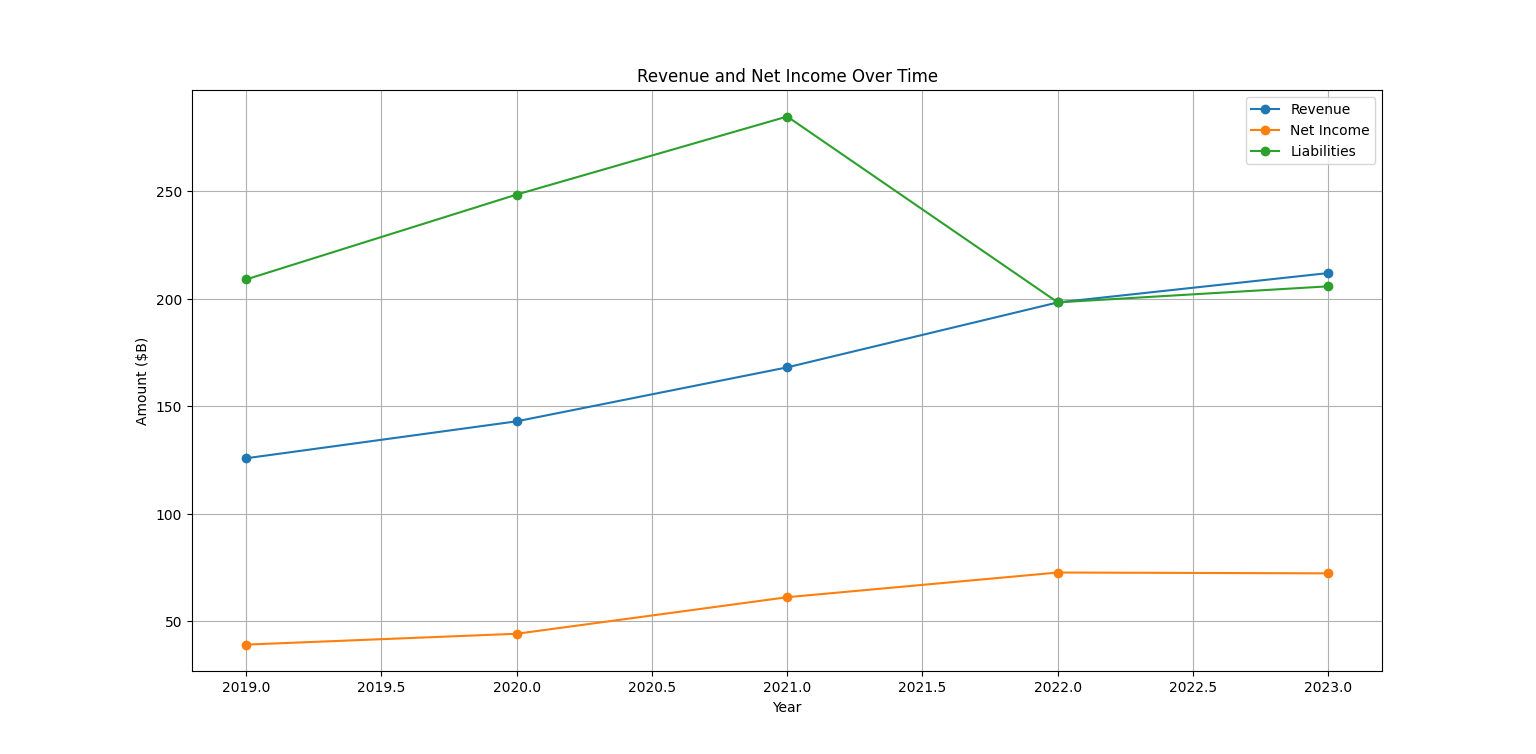 Revenue and Net Income Over Time
Revenue
Net Income
Liabilities
Amount ($B)
250
200
150
100
50
2019.0 2019.5 2020.0 2020.5 2021.0 2021.5 2022.0 2022.5 2023.0
Year